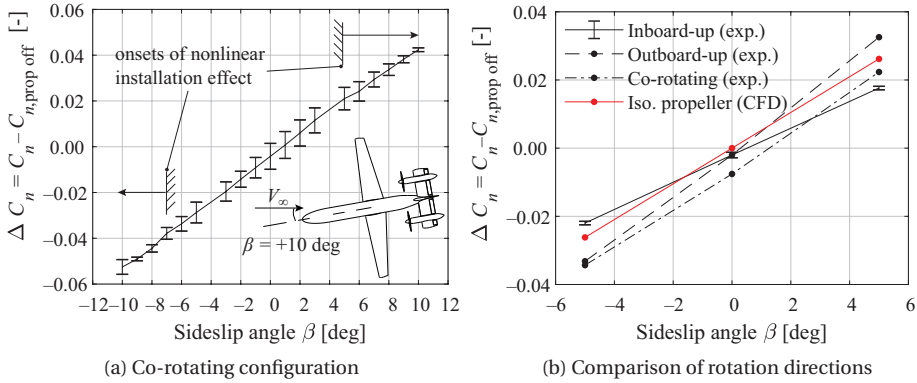 Δ C_n = C_n − C_n,prop off [-]
0.06
0.04
0.02
0.00
−0.02
−0.04
−0.06
onsets of nonlinear
installation effect
V∞
β = +10 deg
−12 −10 −8 −6 −4 −2 0 2 4 6 8 10 12
Sideslip angle β [deg]
(a) Co-rotating configuration
Δ C_n = C_n − C_n,prop off [-]
0.04
0.02
0.00
−0.02
−0.04
Inboard-up (exp.)
Outboard-up (exp.)
Co-rotating (exp.)
Iso. propeller (CFD)
−6 −4 −2 0 2 4 6
Sideslip angle β [deg]
(b) Comparison of rotation directions